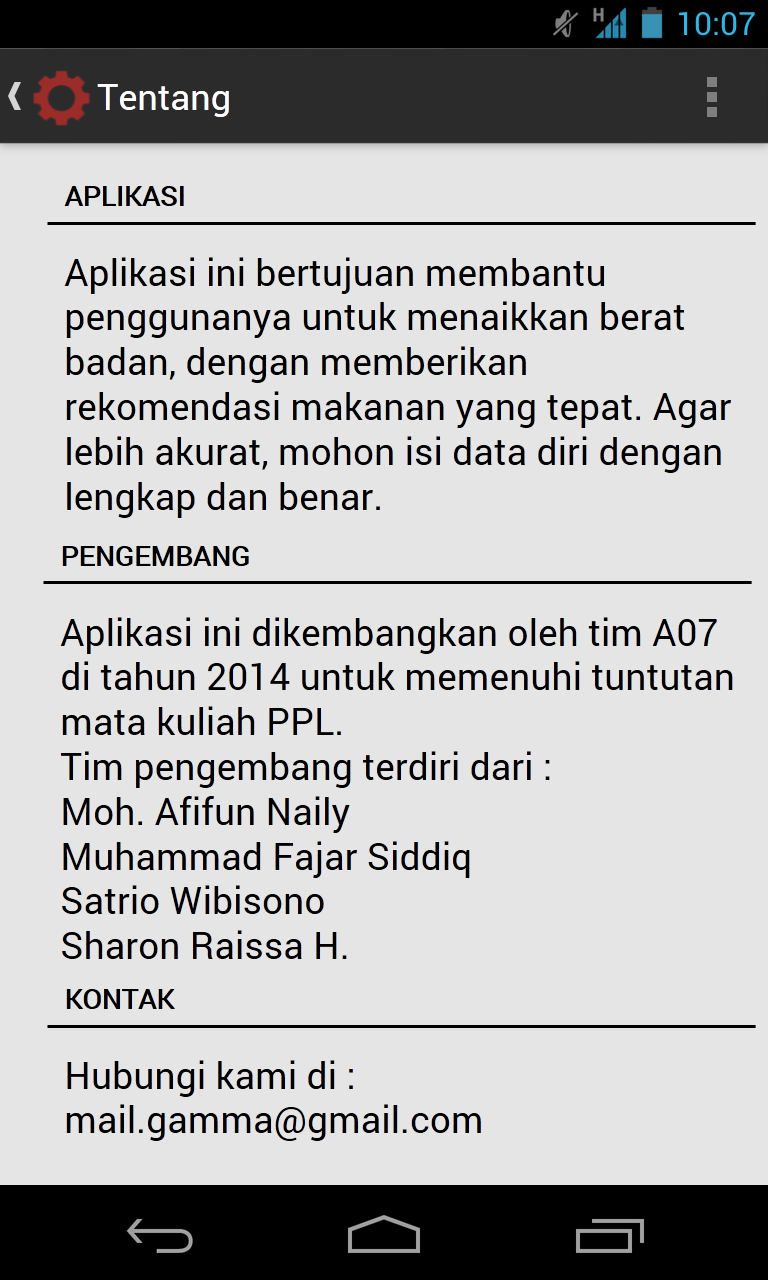 H
10:07
Tentang
APLIKASI
Aplikasi ini bertujuan membantu
penggunanya untuk menaikkan berat
badan, dengan memberikan
rekomendasi makanan yang tepat. Agar
lebih akurat, mohon isi data diri dengan
lengkap dan benar.
PENGEMBANG
Aplikasi ini dikembangkan oleh tim A07
di tahun 2014 untuk memenuhi tuntutan
mata kuliah PPL.
Tim pengembang terdiri dari :
Moh. Afifun Naily
Muhammad Fajar Siddiq
Satrio Wibisono
Sharon Raissa H.
KONTAK
Hubungi kami di :
mail.gamma@gmail.com